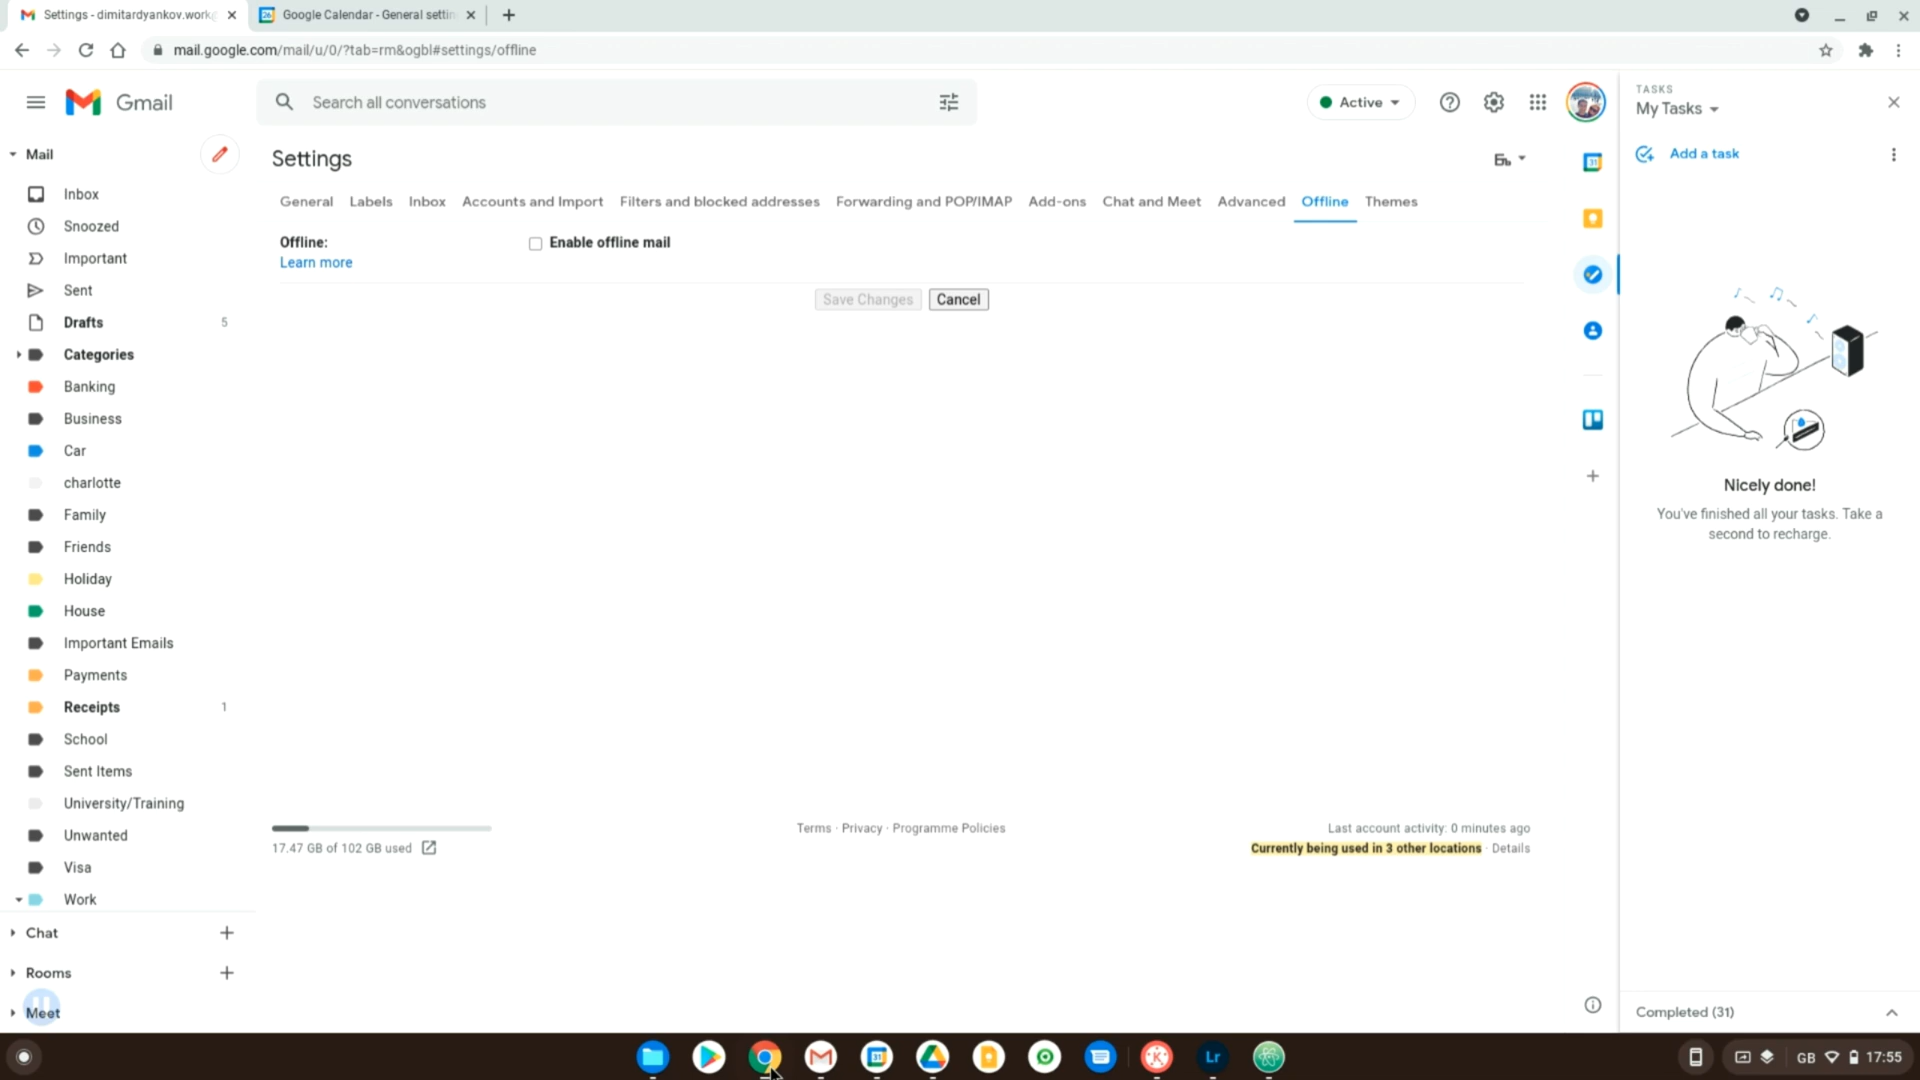 Settings - dimitardyankov.work
Google Calendar - General settin
mail.google.com/mail/u/0/?tab=rm&ogbl#settings/offline
Gmail
Search all conversations
Active
TASKS
My Tasks
Add a task
Mail
Inbox
Snoozed
Important
Sent
Drafts 5
Categories
Banking
Business
Car
charlotte
Family
Friends
Holiday
House
Important Emails
Payments
Receipts 1
School
Sent Items
University/Training
Unwanted
Visa
Work
Chat
Rooms
Meet
Settings
General Labels Inbox Accounts and Import Filters and blocked addresses Forwarding and POP/IMAP Add-ons Chat and Meet Advanced Offline Themes
Offline:
Learn more
Enable offline mail
Save Changes Cancel
17.47 GB of 102 GB used
Terms · Privacy · Programme Policies
Last account activity: 0 minutes ago
Currently being used in 3 other locations · Details
31
Nicely done!
You've finished all your tasks. Take a
second to recharge.
Completed (31)
31
K
Lr
GB
17:55